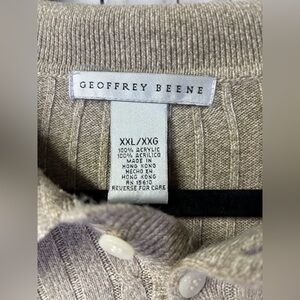 GEOFFREY BEENE
XXL/XXG
100% ACRYLIC
100% ACRILICO
MADE IN
HONG KONG
HECHO EN
HONG KONG
RN 15610
REVERSE FOR CARE